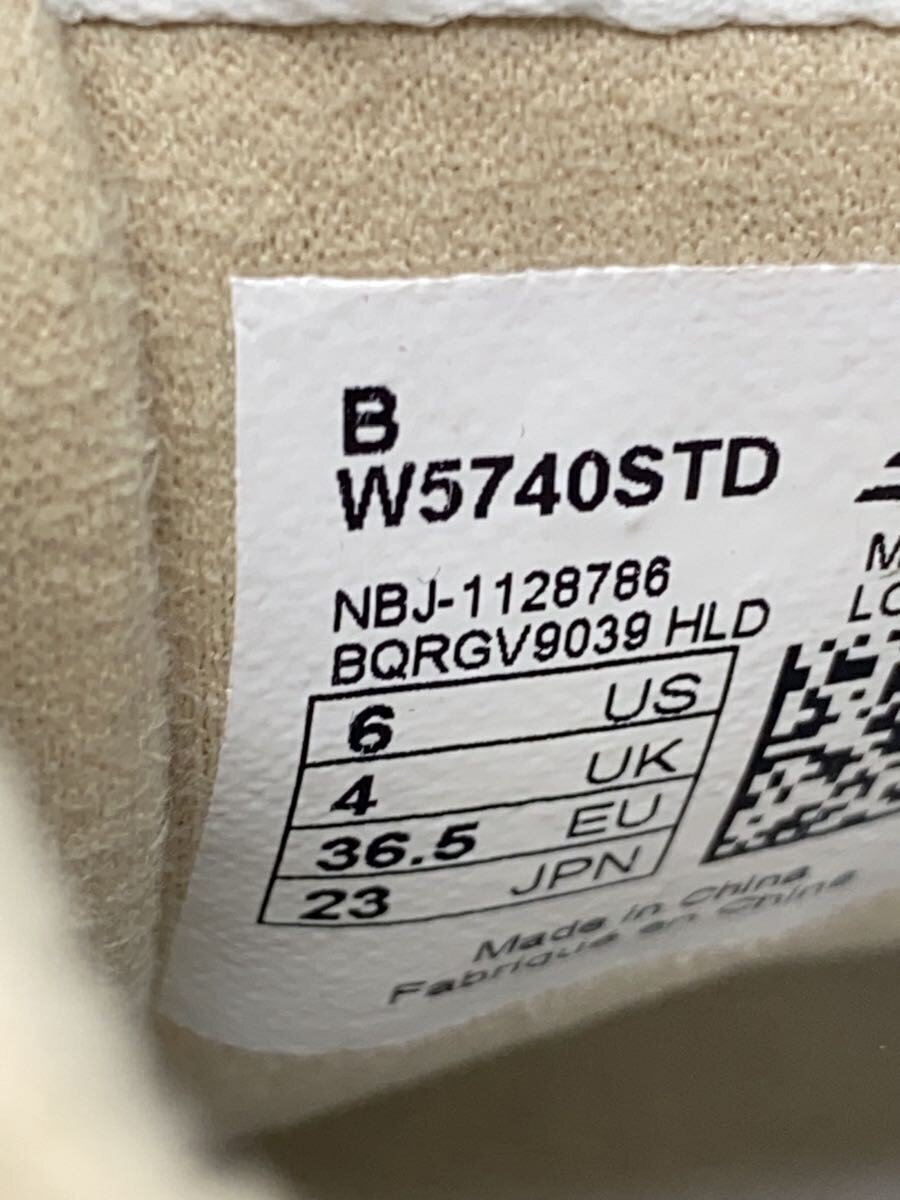 B
W5740STD
NBJ-1128786
BQRGV9039 HLD
6 US
4 UK
36.5 EU
23 JPN
Made in China
Fabriqué en Chine